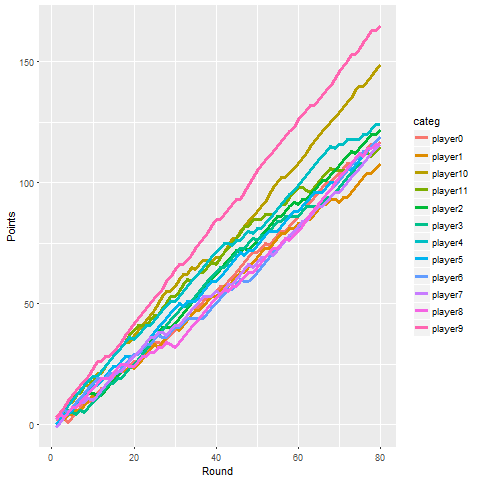 150
100
50
0
Points
0
20
40
60
80
Round
categ
player0
player1
player10
player11
player2
player3
player4
player5
player6
player7
player8
player9